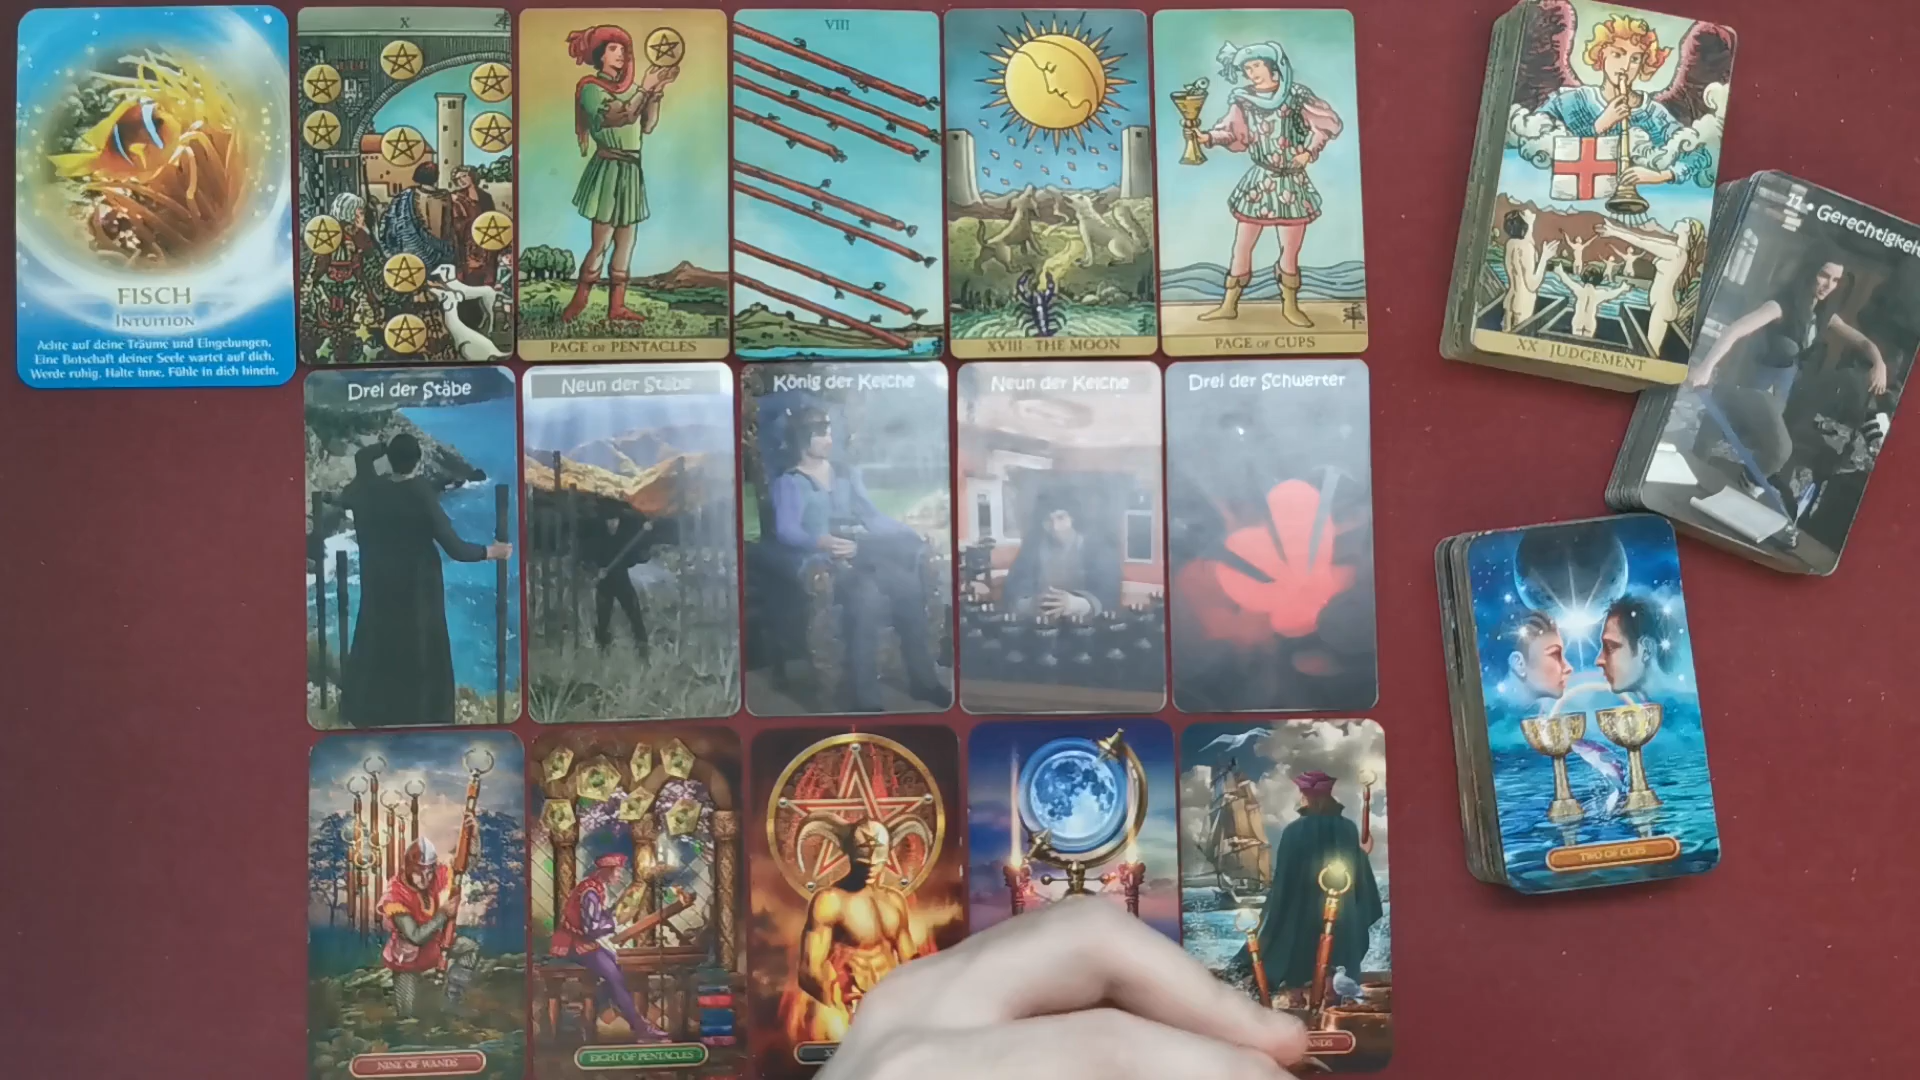 FISCH
INTUITION
Achte auf deine Träume und Eingebungen.
Eine Botschaft deiner Seele wartet auf dich.
Werde ruhig. Halte inne. Fühle in dich hinein.
X
PAGE OF PENTACLES
VIII
XVIII - THE MOON
PAGE OF CUPS
XX - JUDGEMENT
11 • Gerechtigkeit
Drei der Stäbe
Neun der Stäbe
König der Kelche
Neun der Kelche
Drei der Schwerter
TWO OF CUPS
NINE OF WANDS
EIGHT OF PENTACLES
ANDS